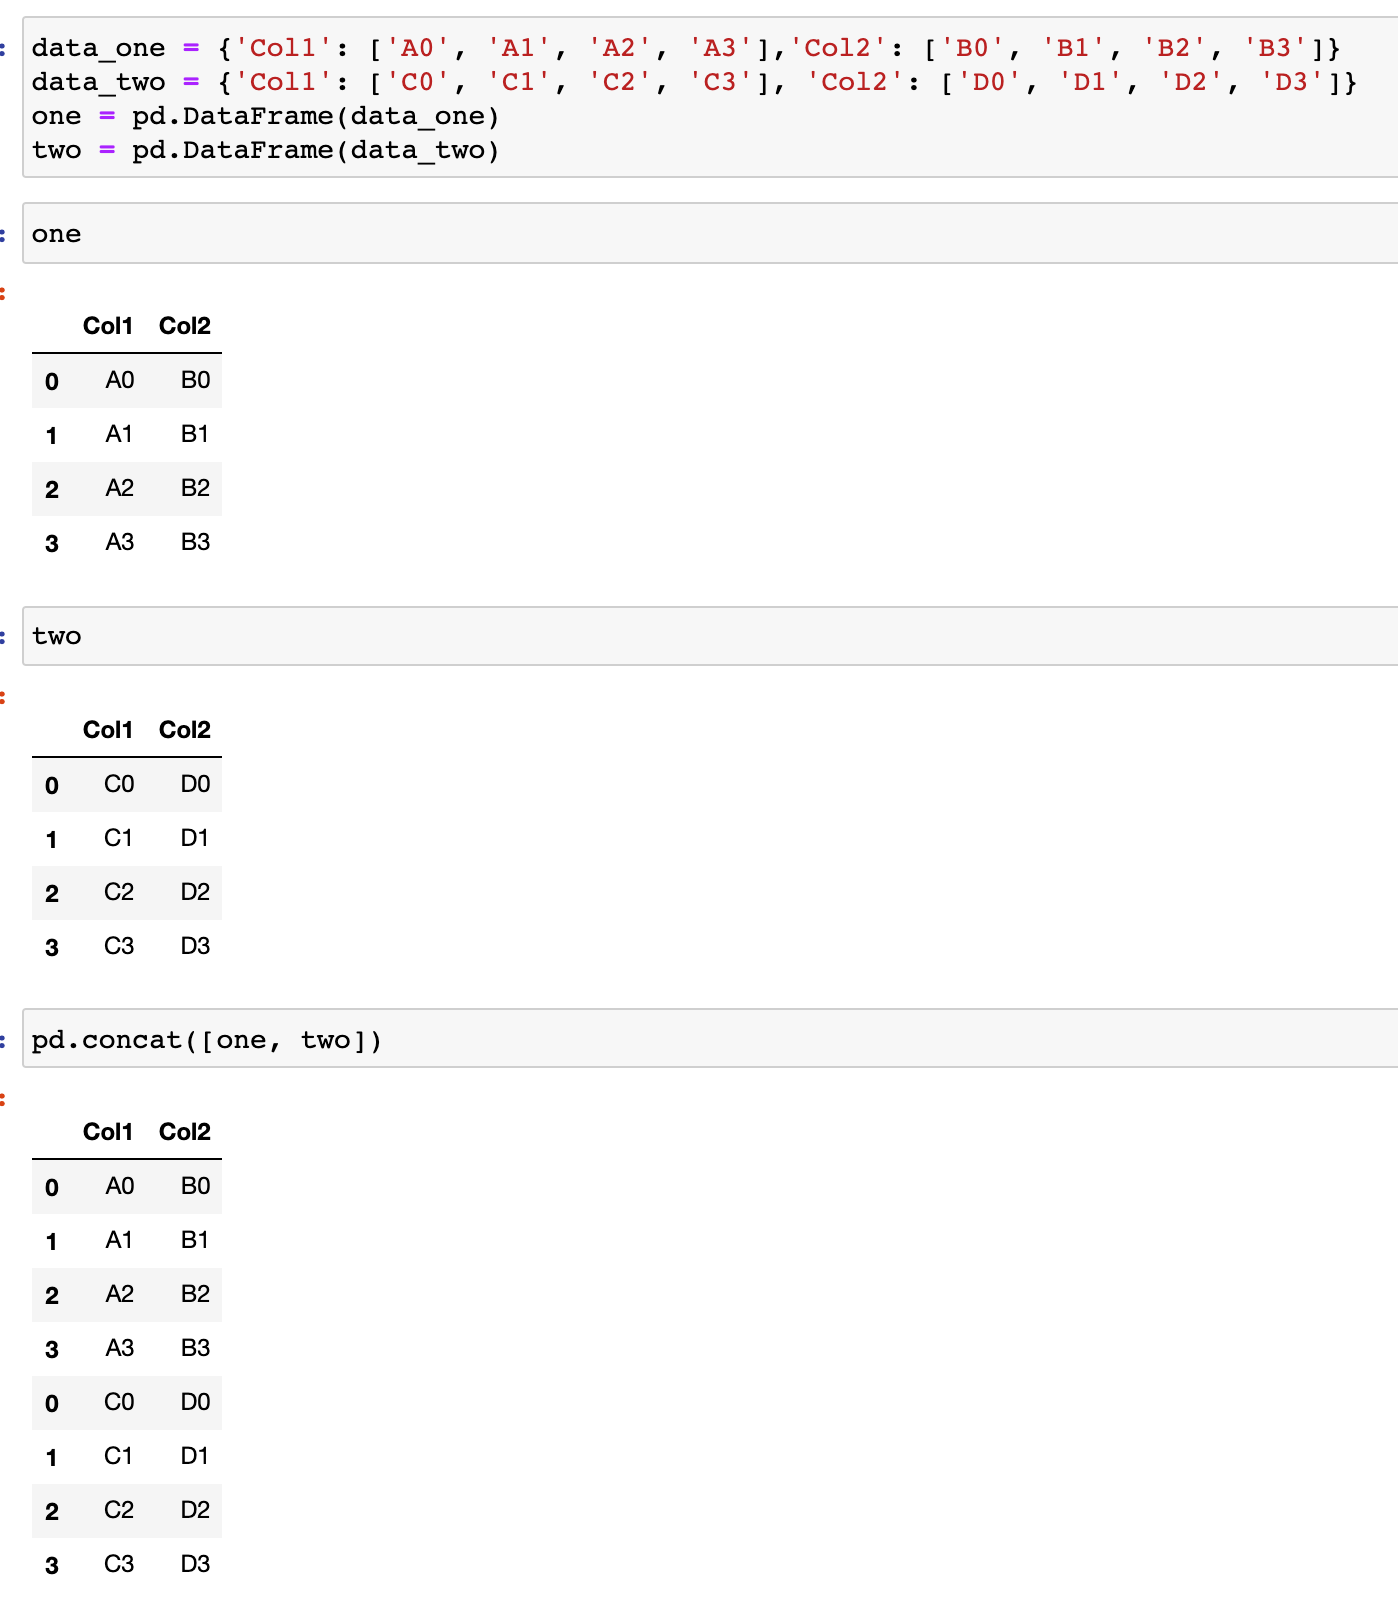 : data_one = {'Col1': ['A0', 'A1', 'A2', 'A3'],'Col2': ['B0', 'B1', 'B2', 'B3']}
data_two = {'Col1': ['C0', 'C1', 'C2', 'C3'], 'Col2': ['D0', 'D1', 'D2', 'D3']}
one = pd.DataFrame(data_one)
two = pd.DataFrame(data_two)
: one
:
Col1 Col2
0 A0 B0
1 A1 B1
2 A2 B2
3 A3 B3
: two
:
Col1 Col2
0 C0 D0
1 C1 D1
2 C2 D2
3 C3 D3
: pd.concat([one, two])
:
Col1 Col2
0 A0 B0
1 A1 B1
2 A2 B2
3 A3 B3
0 C0 D0
1 C1 D1
2 C2 D2
3 C3 D3